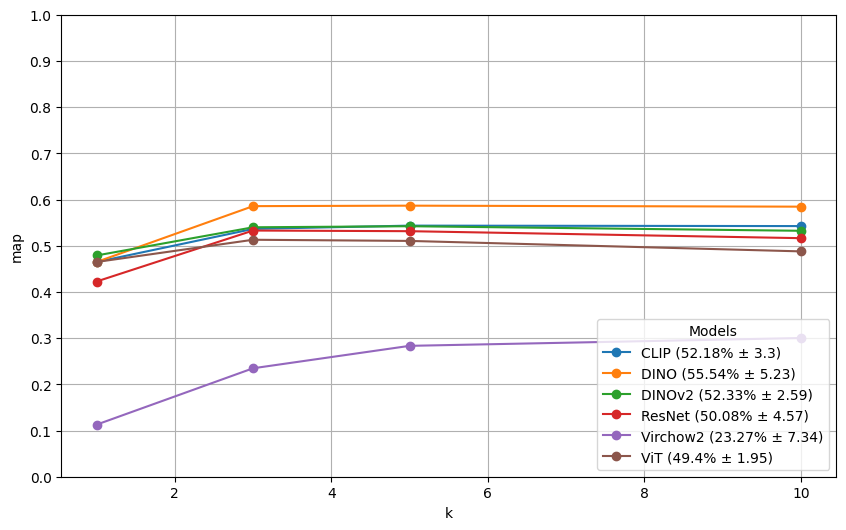 1.0
0.9
0.8
0.7
0.6
0.5
0.4
0.3
0.2
0.1
0.0
map
Models
CLIP (52.18% ± 3.3)
DINO (55.54% ± 5.23)
DINOv2 (52.33% ± 2.59)
ResNet (50.08% ± 4.57)
Virchow2 (23.27% ± 7.34)
ViT (49.4% ± 1.95)
2 4 6 8 10
k